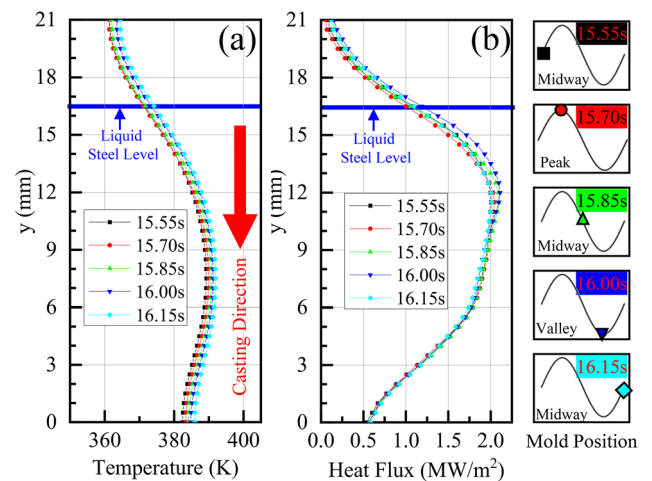 (a)
21
18
15
12
9
6
3
0
y (mm)
Liquid
Steel Level
15.55s
15.70s
15.85s
16.00s
16.15s
Casting Direction
360
380
400
Temperature (K)
(b)
21
18
15
12
9
6
3
0
y (mm)
Liquid
Steel Level
15.55s
15.70s
15.85s
16.00s
16.15s
0.0
0.5
1.0
1.5
2.0
Heat Flux (MW/m²)
15.55s
Midway
15.70s
Peak
15.85s
Midway
16.00s
Valley
16.15s
Midway
Mold Position